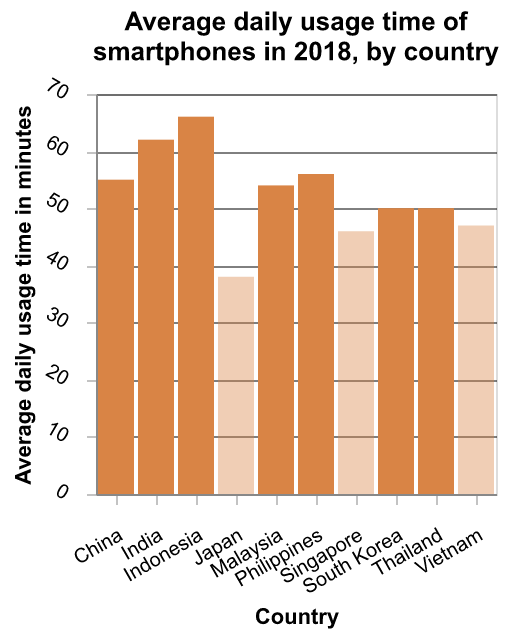 Average daily usage time of
smartphones in 2018, by country
Average daily usage time in minutes
70
60
50
40
30
20
10
0
China
India
Indonesia
Japan
Malaysia
Philippines
Singapore
South Korea
Thailand
Vietnam
Country